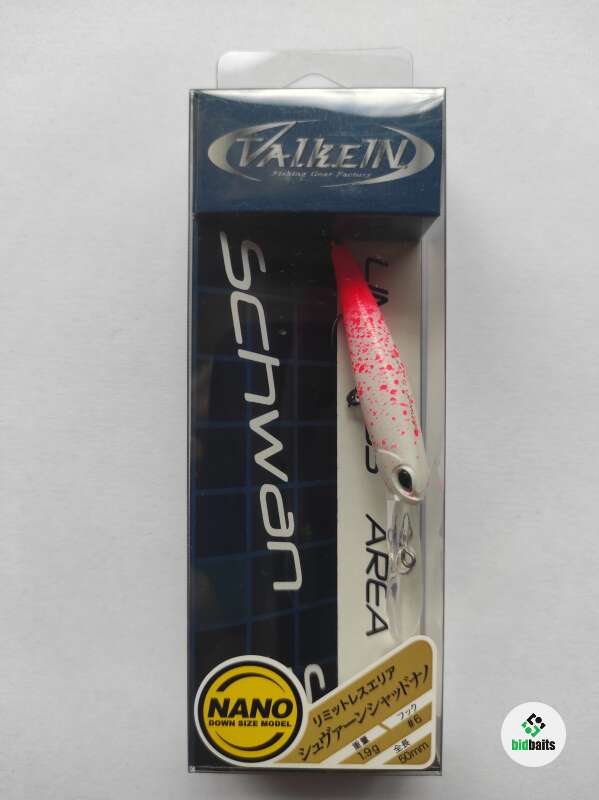 ValkeIN
Fishing Gear Factory
Schwan
AREA
NANO
DOWN SIZE MODEL
リミットレスエリア
シュヴァーンシャッドナノ
重量
1.9g
フック
#6
全長
50mm
bidbaits